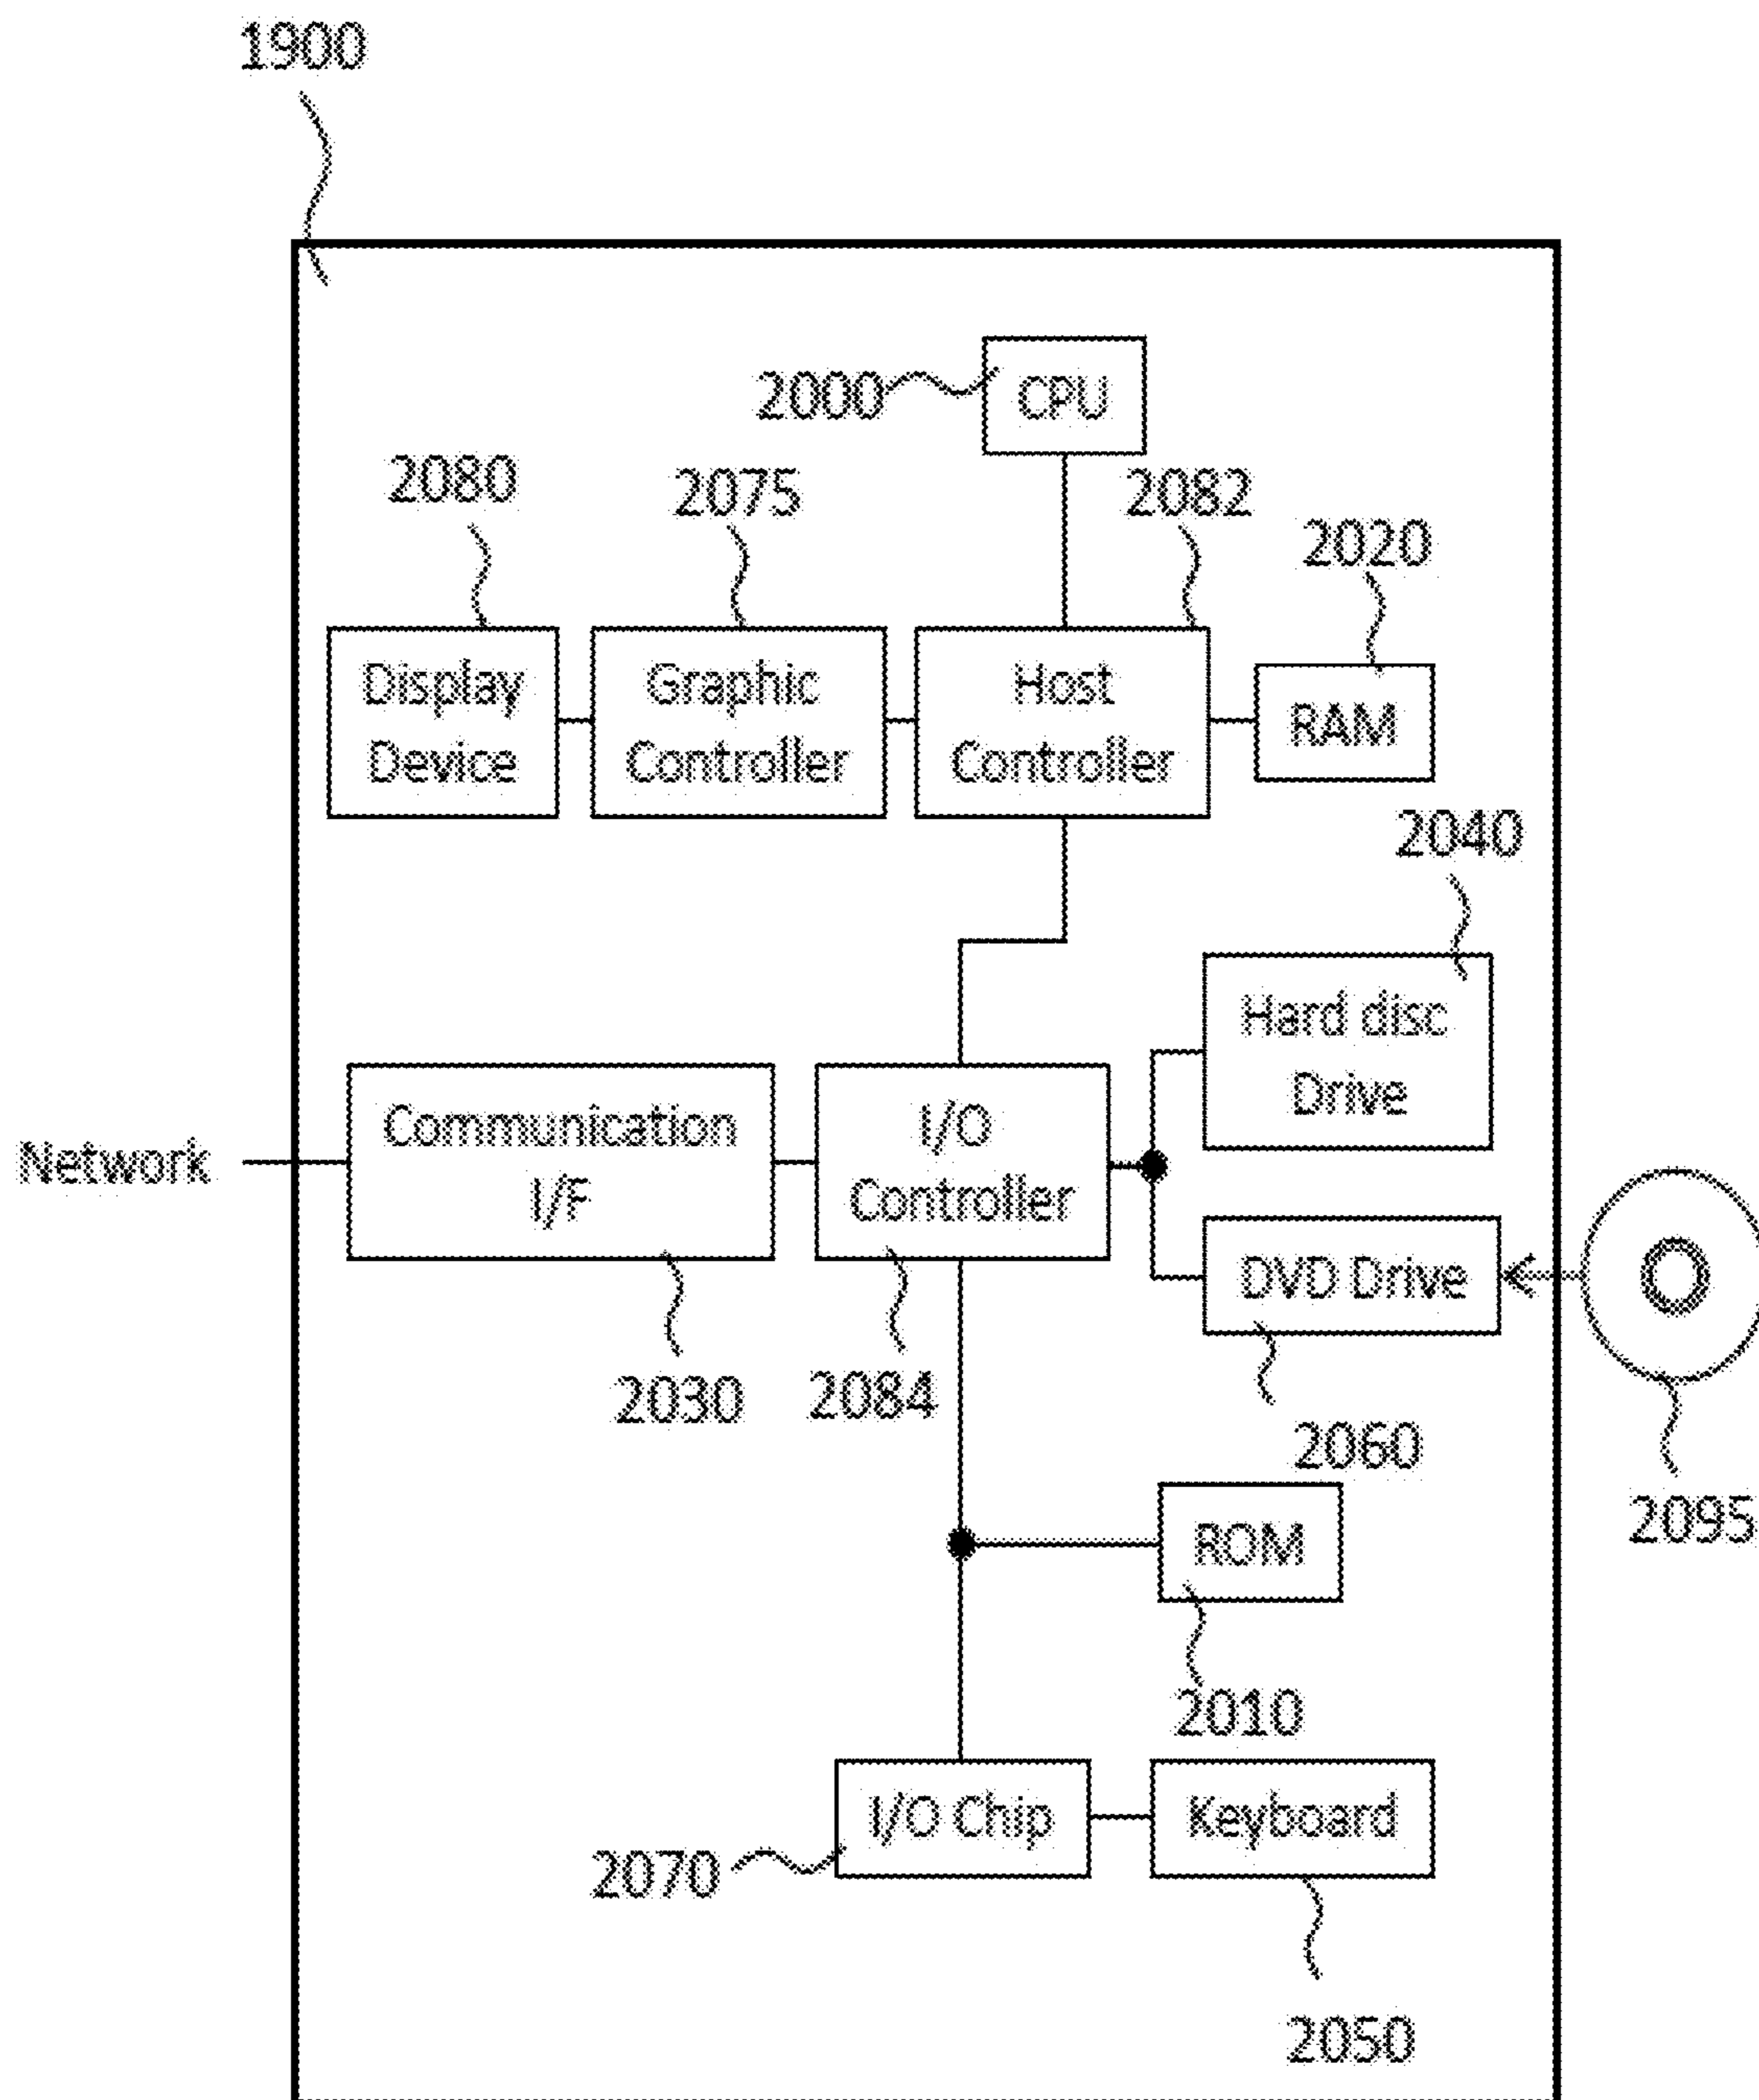 1900
2000
CPU
2080
2075
2082
2020
Display
Device
Graphic
Controller
Host
Controller
RAM
2040
Hard disc
Drive
Network
Communication
I/F
I/O
Controller
DVD Drive
2030
2084
2060
2095
ROM
2010
I/O Chip
Keyboard
2070
2050